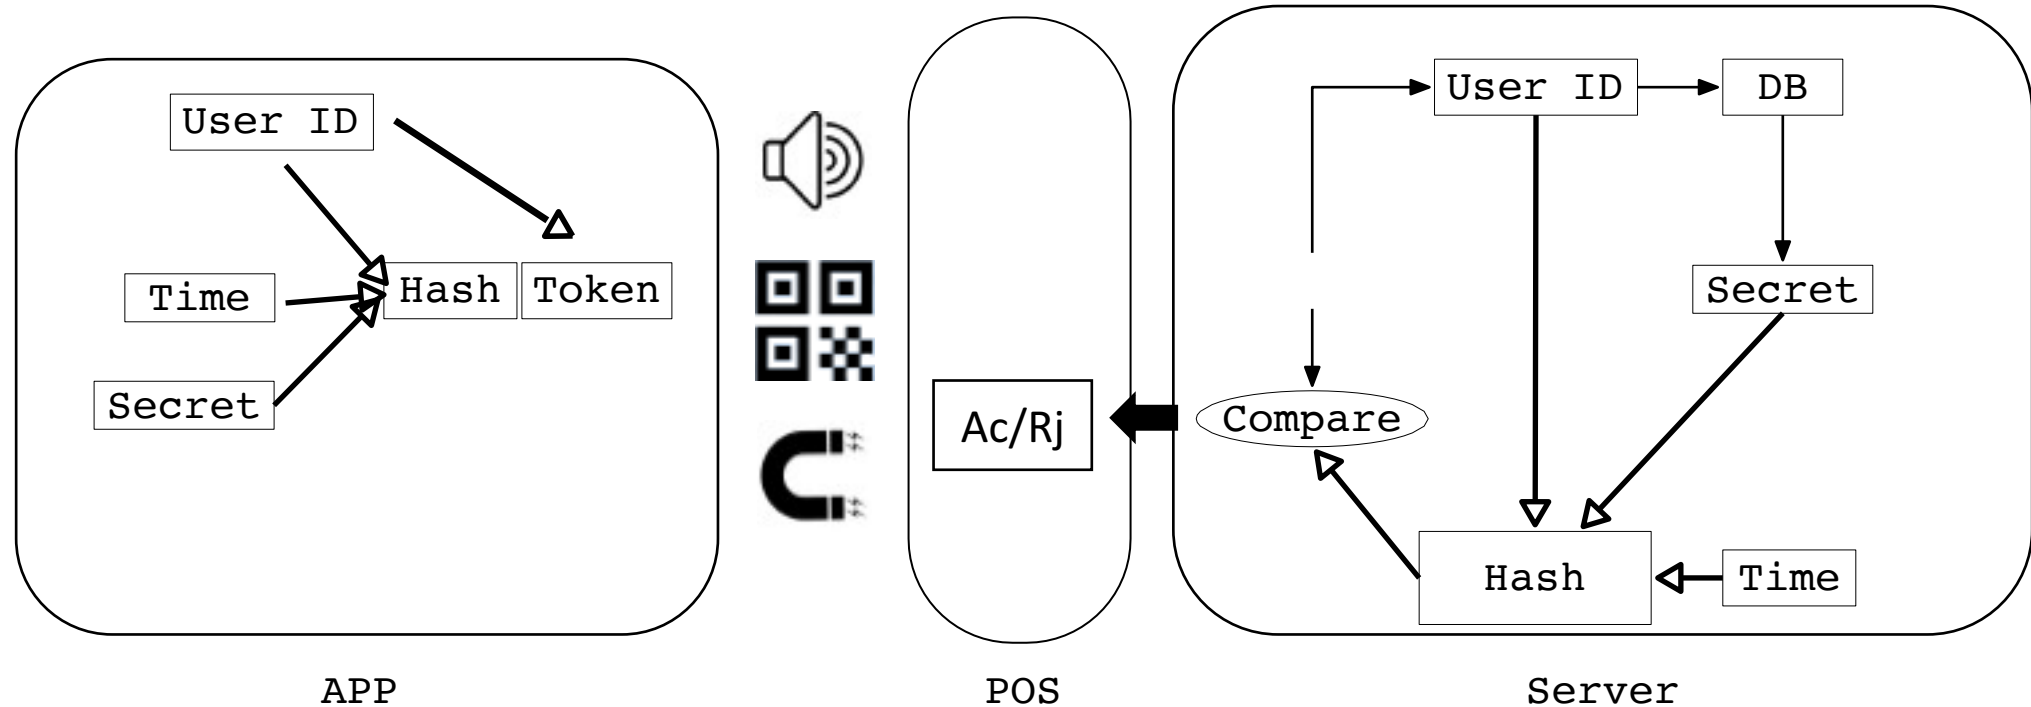 User ID
Time
Secret
Hash
Token
APP
Ac/Rj
POS
User ID
DB
Secret
Compare
Hash
Time
Server